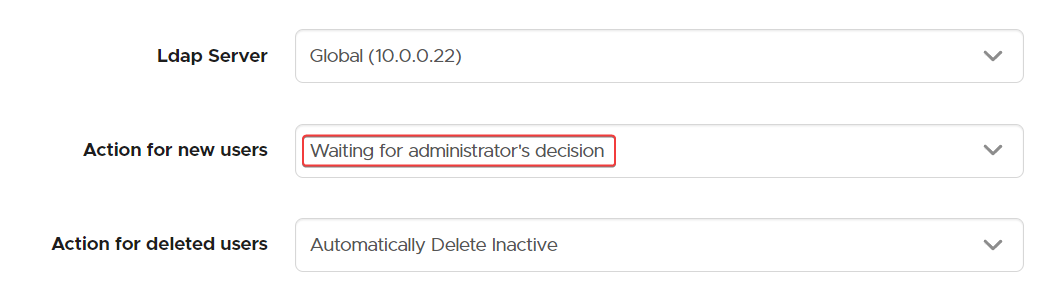 Ldap Server Global (10.0.0.22)
Action for new users Waiting for administrator's decision
Action for deleted users Automatically Delete Inactive